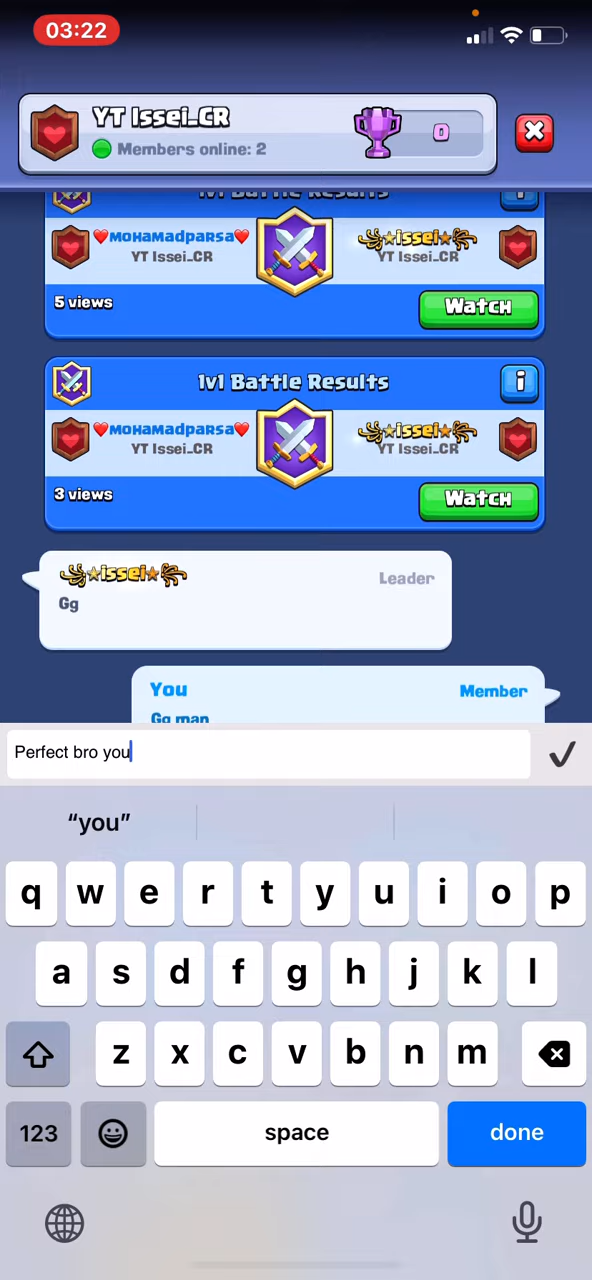 03:22
YT Issei_CR
Members online: 2
0
1v1 Battle Results
❤️MOHAMADPARSA❤️
★issei★
YT Issei_CR
YT Issei_CR
5 views
Watch
1v1 Battle Results
❤️MOHAMADPARSA❤️
★issei★
YT Issei_CR
YT Issei_CR
3 views
Watch
★issei★
Leader
Gg
You
Member
Gg man
Perfect bro you
“you”
q w e r t y u i o p
a s d f g h j k l
z x c v b n m
123
space
done